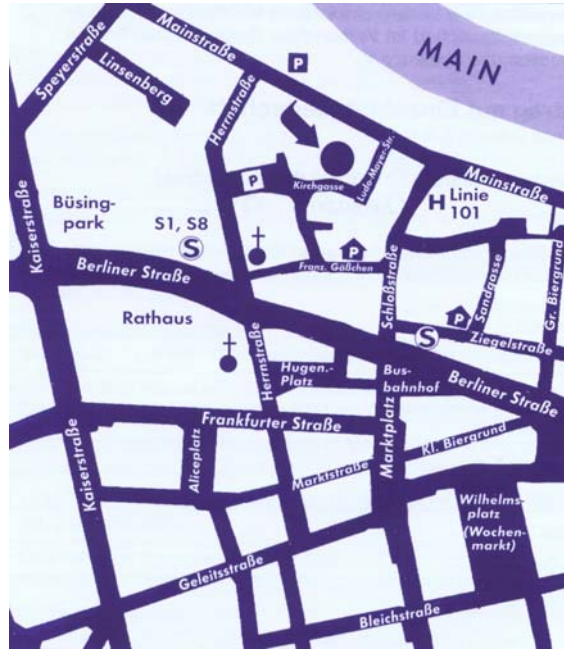 Mainstraße
Speyerstraße
Linsenberg
MAIN
P
Herrnstraße
Ludo-Mayer-Str.
P
Kirchgasse
Mainstraße
H Linie
101
Büsing-
park
S1, S8
S
Kaiserstraße
P
Franz. Gäßchen
Schloßstraße
Sandgasse
Gr. Biergrund
Berliner Straße
P
S
Ziegelstraße
Rathaus
Herrnstraße
Hugen.-
Platz
Bus-
bahnhof
Berliner Straße
Frankfurter Straße
Aliceplatz
Marktplatz
Kl. Biergrund
Kaiserstraße
Marktstraße
Wilhelms-
platz
(Wochen-
markt)
Geleitsstraße
Bleichstraße